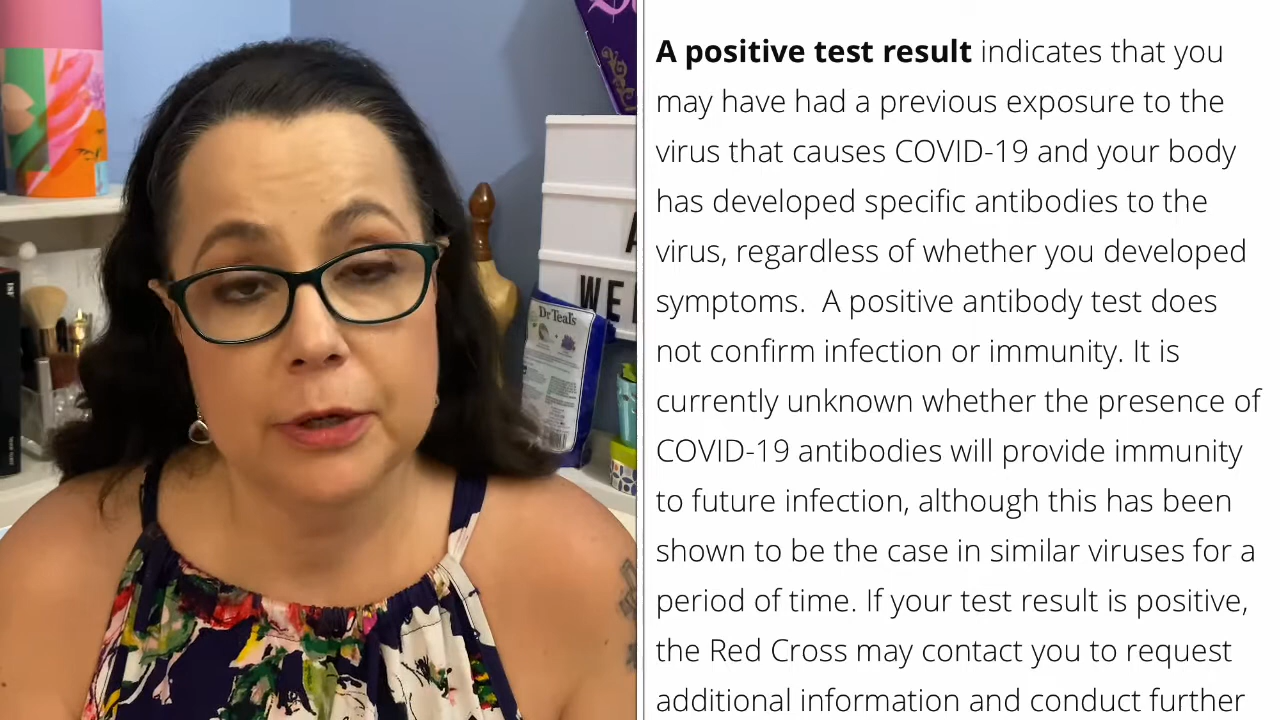 A positive test result indicates that you
may have had a previous exposure to the
virus that causes COVID-19 and your body
has developed specific antibodies to the
virus, regardless of whether you developed
symptoms.  A positive antibody test does
not confirm infection or immunity. It is
currently unknown whether the presence of
COVID-19 antibodies will provide immunity
to future infection, although this has been
shown to be the case in similar viruses for a
period of time. If your test result is positive,
the Red Cross may contact you to request
additional information and conduct further
A
WE
Dr Teal's